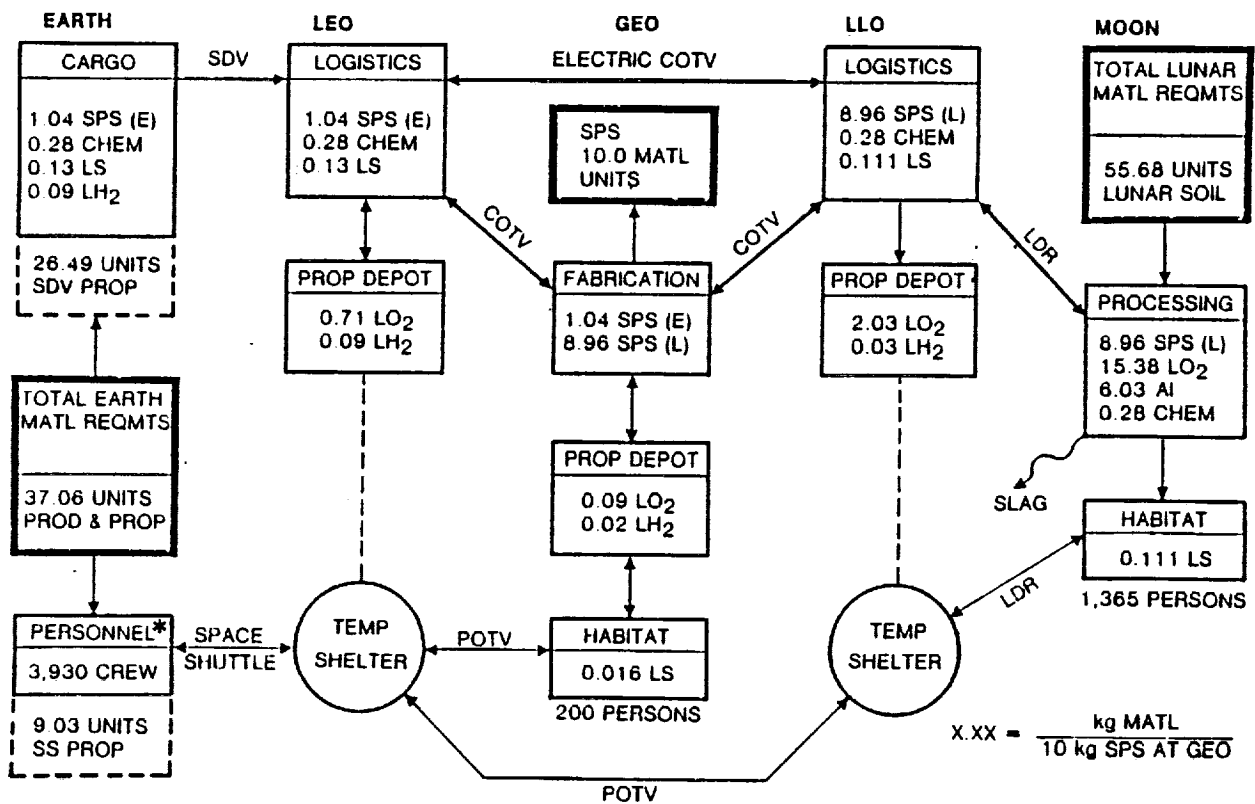 EARTH
LEO
GEO
LLO
MOON
CARGO
1.04 SPS (E)
0.28 CHEM
0.13 LS
0.09 LH2
26.49 UNITS
SDV PROP
TOTAL EARTH
MATL REQMTS
37.06 UNITS
PROD & PROP
PERSONNEL*
3,930 CREW
9.03 UNITS
SS PROP
SDV
SPACE
SHUTTLE
LOGISTICS
1.04 SPS (E)
0.28 CHEM
0.13 LS
PROP DEPOT
0.71 LO2
0.09 LH2
TEMP
SHELTER
ELECTRIC COTV
COTV
COTV
SPS
10.0 MATL
UNITS
FABRICATION
1.04 SPS (E)
8.96 SPS (L)
PROP DEPOT
0.09 LO2
0.02 LH2
POTV
HABITAT
0.016 LS
200 PERSONS
POTV
LOGISTICS
8.96 SPS (L)
0.28 CHEM
0.111 LS
PROP DEPOT
2.03 LO2
0.03 LH2
TEMP
SHELTER
LDR
LDR
TOTAL LUNAR
MATL REQMTS
55.68 UNITS
LUNAR SOIL
PROCESSING
8.96 SPS (L)
15.38 LO2
6.03 Al
0.28 CHEM
SLAG
HABITAT
0.111 LS
1,365 PERSONS
X.XX = kg MATL
10 kg SPS AT GEO